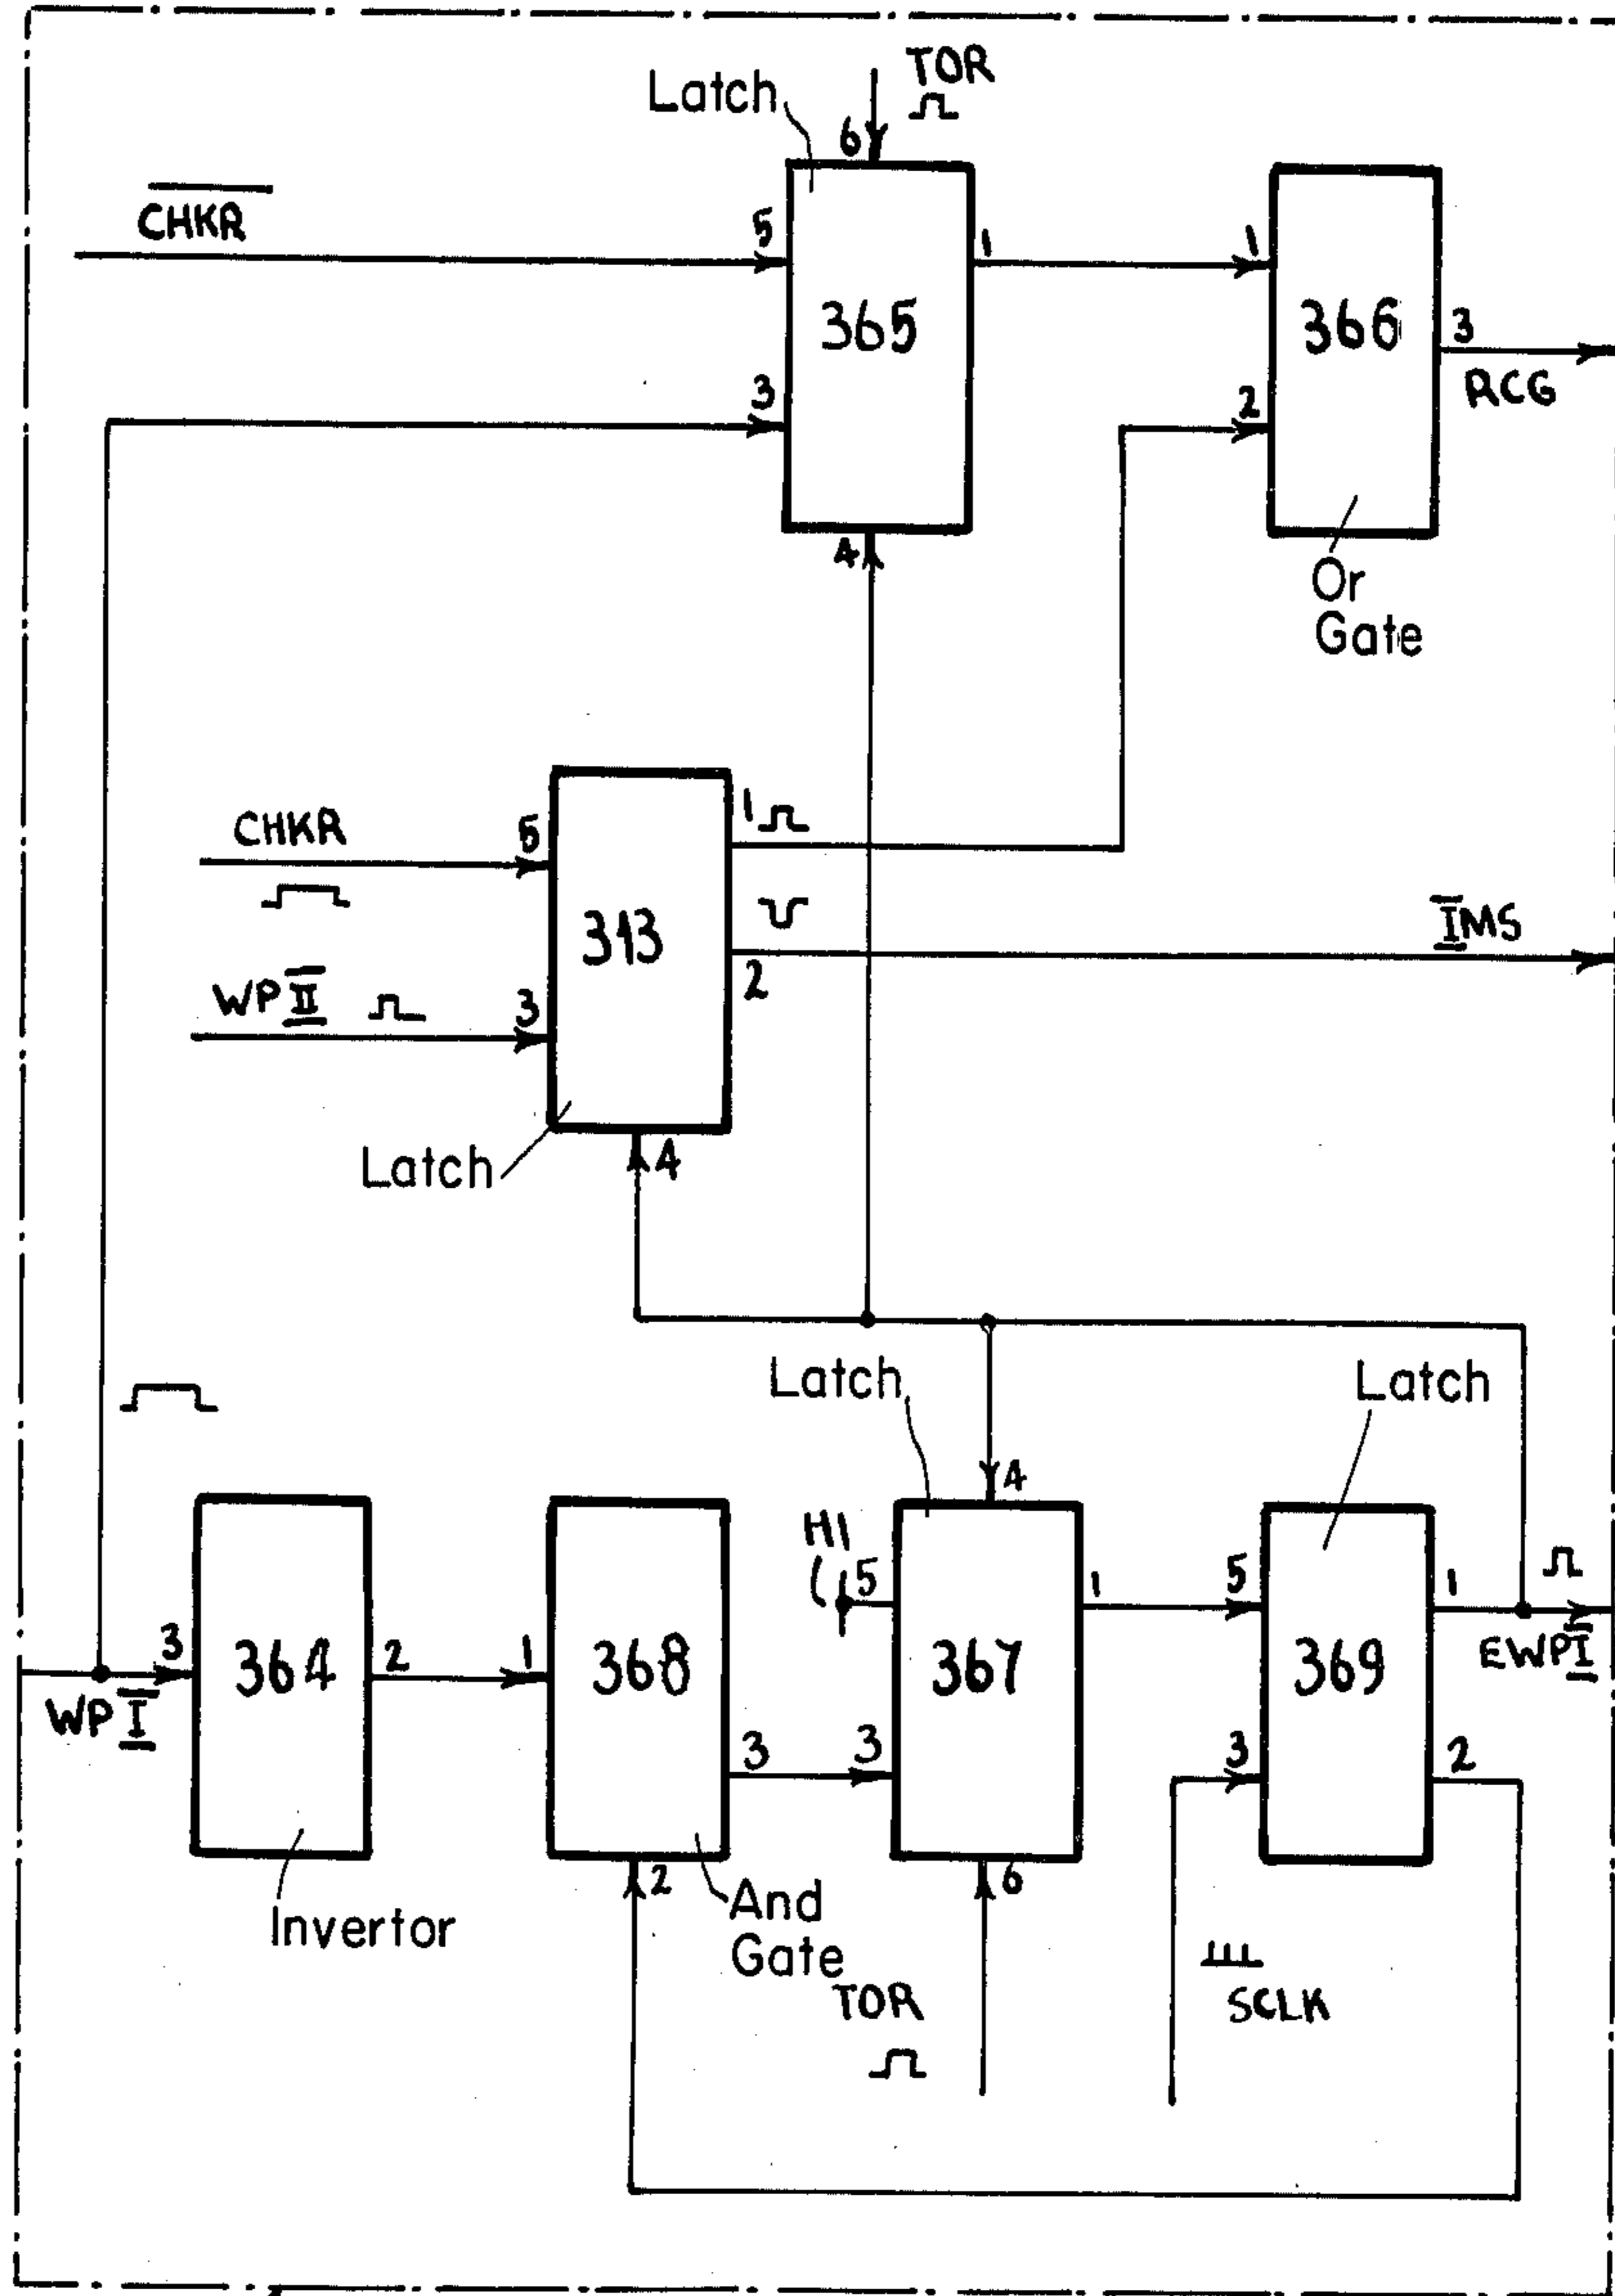 TOR
Latch
6
CHKR
5
1
1
365
366
3
RCG
3
2
4
Or
Gate
CHKR
5
1
313
IMS
2
WP II
3
Latch
4
Latch
Latch
4
HI
5
1
5
1
3
364
2
1
368
367
369
EWP I
WP I
3
3
3
2
Invertor
2
And
Gate
6
TOR
SCLK